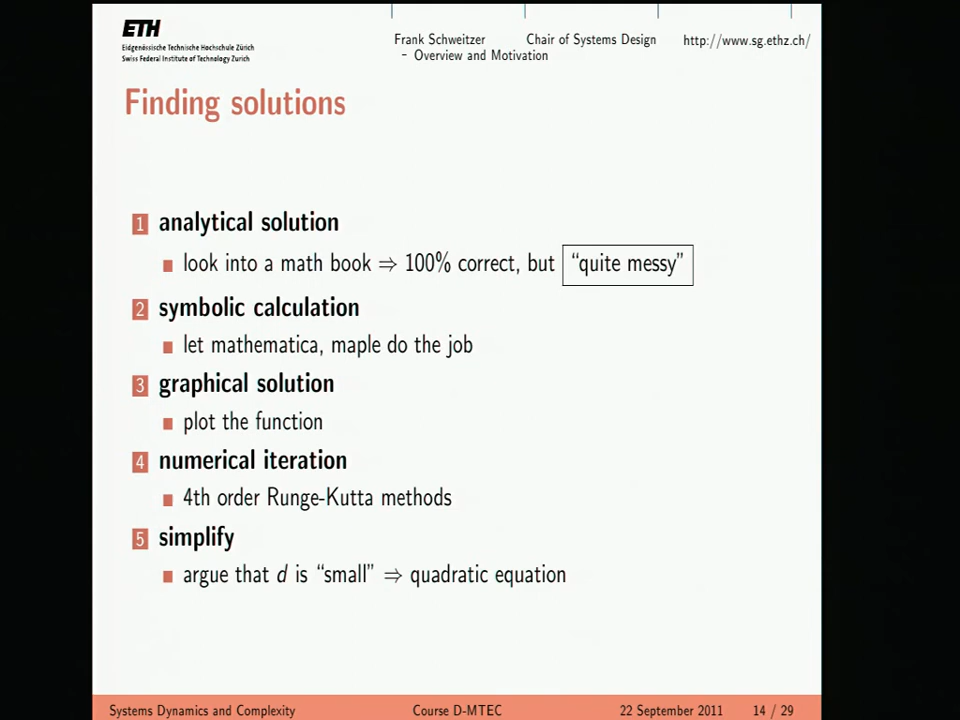 ETH
Eidgenössische Technische Hochschule Zürich
Swiss Federal Institute of Technology Zurich
Frank Schweitzer Chair of Systems Design http://www.sg.ethz.ch/
– Overview and Motivation
Finding solutions
1 analytical solution
look into a math book ⇒ 100% correct, but “quite messy”
2 symbolic calculation
let mathematica, maple do the job
3 graphical solution
plot the function
4 numerical iteration
4th order Runge-Kutta methods
5 simplify
argue that d is “small” ⇒ quadratic equation
Systems Dynamics and Complexity Course D-MTEC 22 September 2011 14 / 29